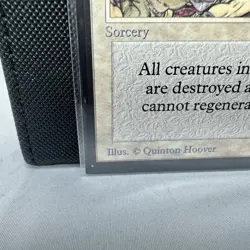 Sorcery
All creatures in
are destroyed a
cannot regenera
Illus. © Quinton Hoover